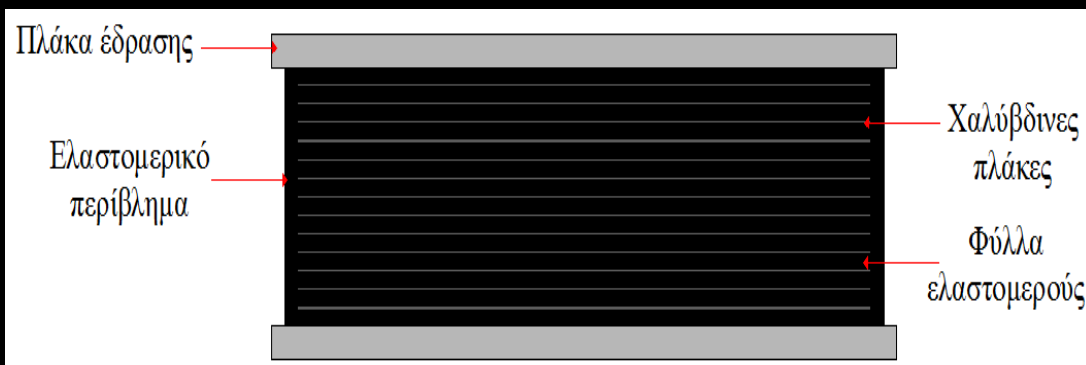 Πλάκα έδρασης
Ελαστομερικό
περίβλημα
Χαλύβδινες
πλάκες
Φύλλα
ελαστομερούς